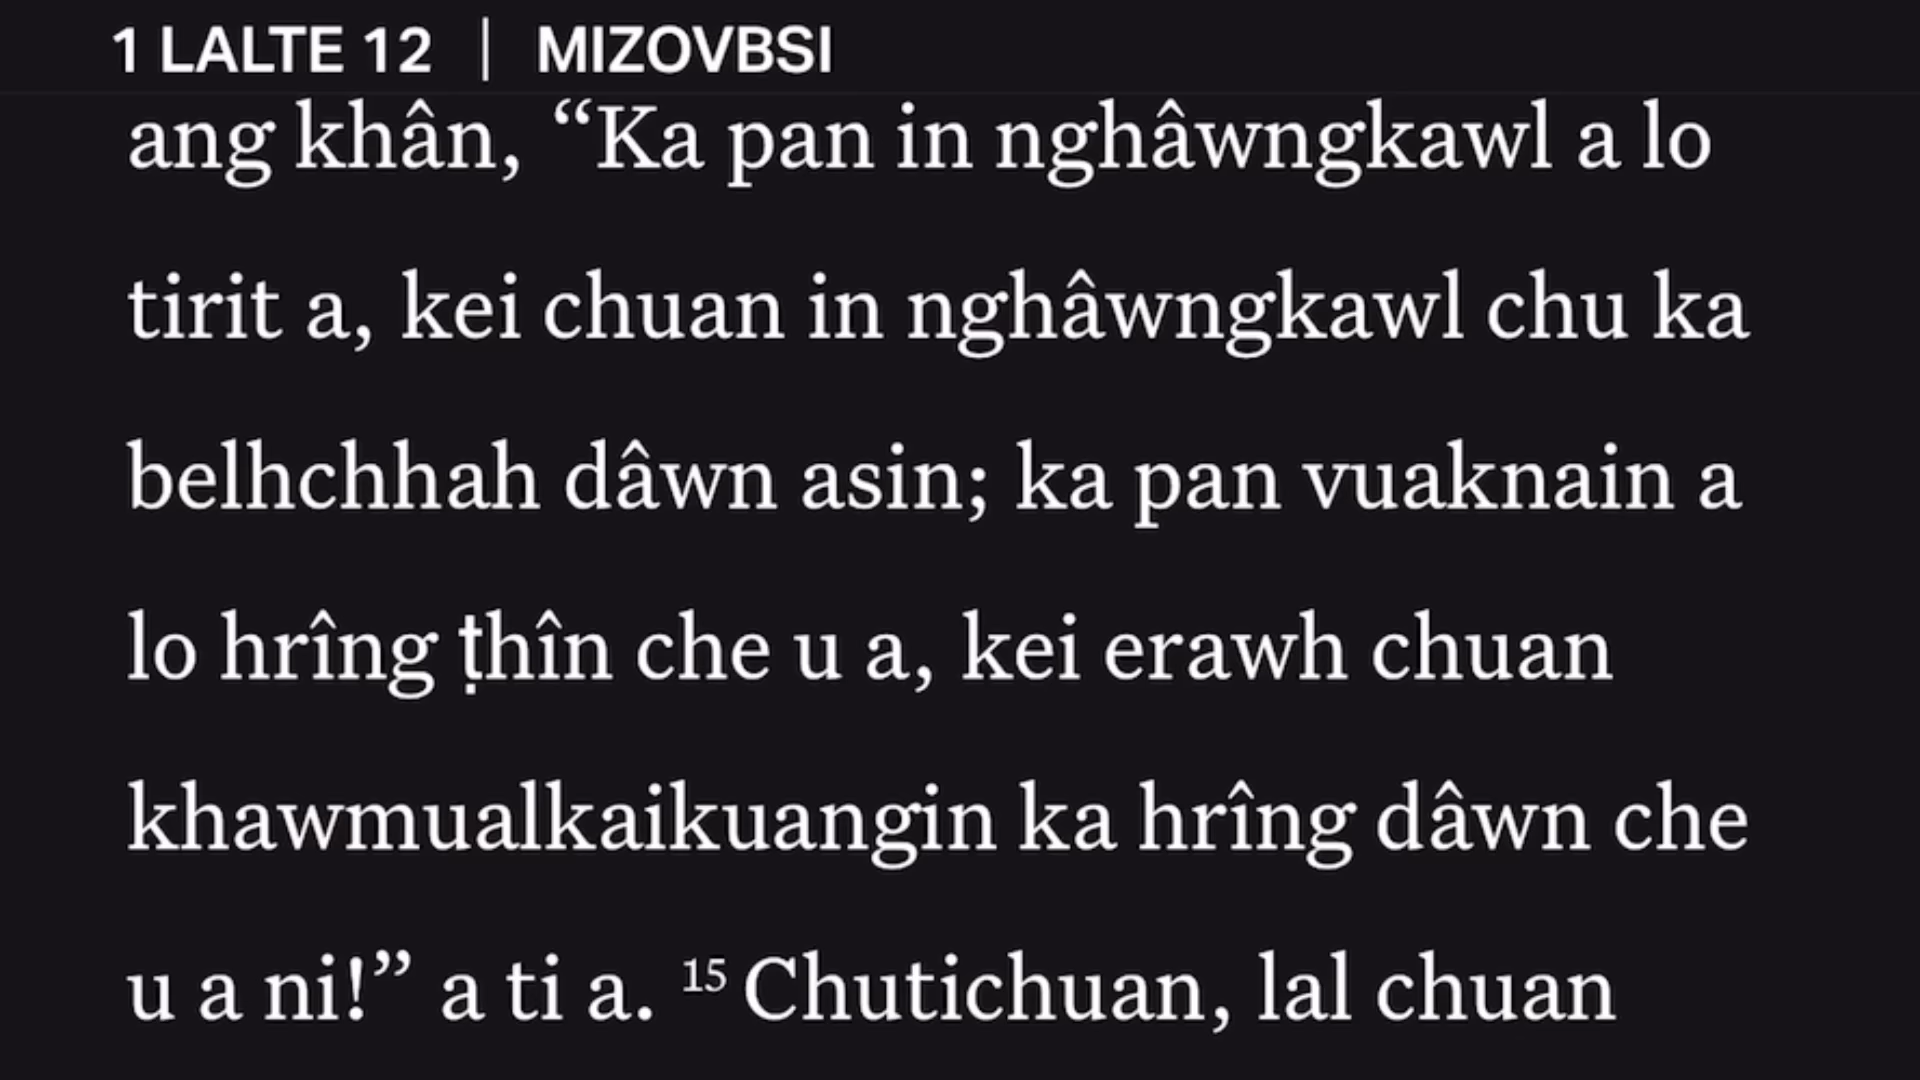 1 LALTE 12 | MIZOVBSI
ang khân, “Ka pan in nghâwngkawl a lo
tirit a, kei chuan in nghâwngkawl chu ka
belhchhah dâwn asin; ka pan vuaknain a
lo hrîng ṭhîn che u a, kei erawh chuan
khawmualkaikuangin ka hrîng dâwn che
u a ni!” a ti a. 15 Chutichuan, lal chuan